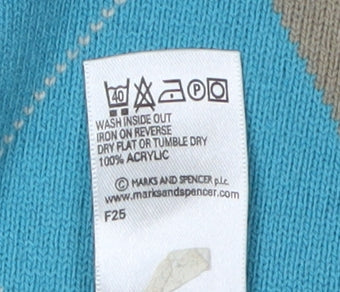 40 P
WASH INSIDE OUT
IRON ON REVERSE
DRY FLAT OR TUMBLE DRY
100% ACRYLIC
© MARKS AND SPENCER p.l.c.
www.marksandspencer.com
F25